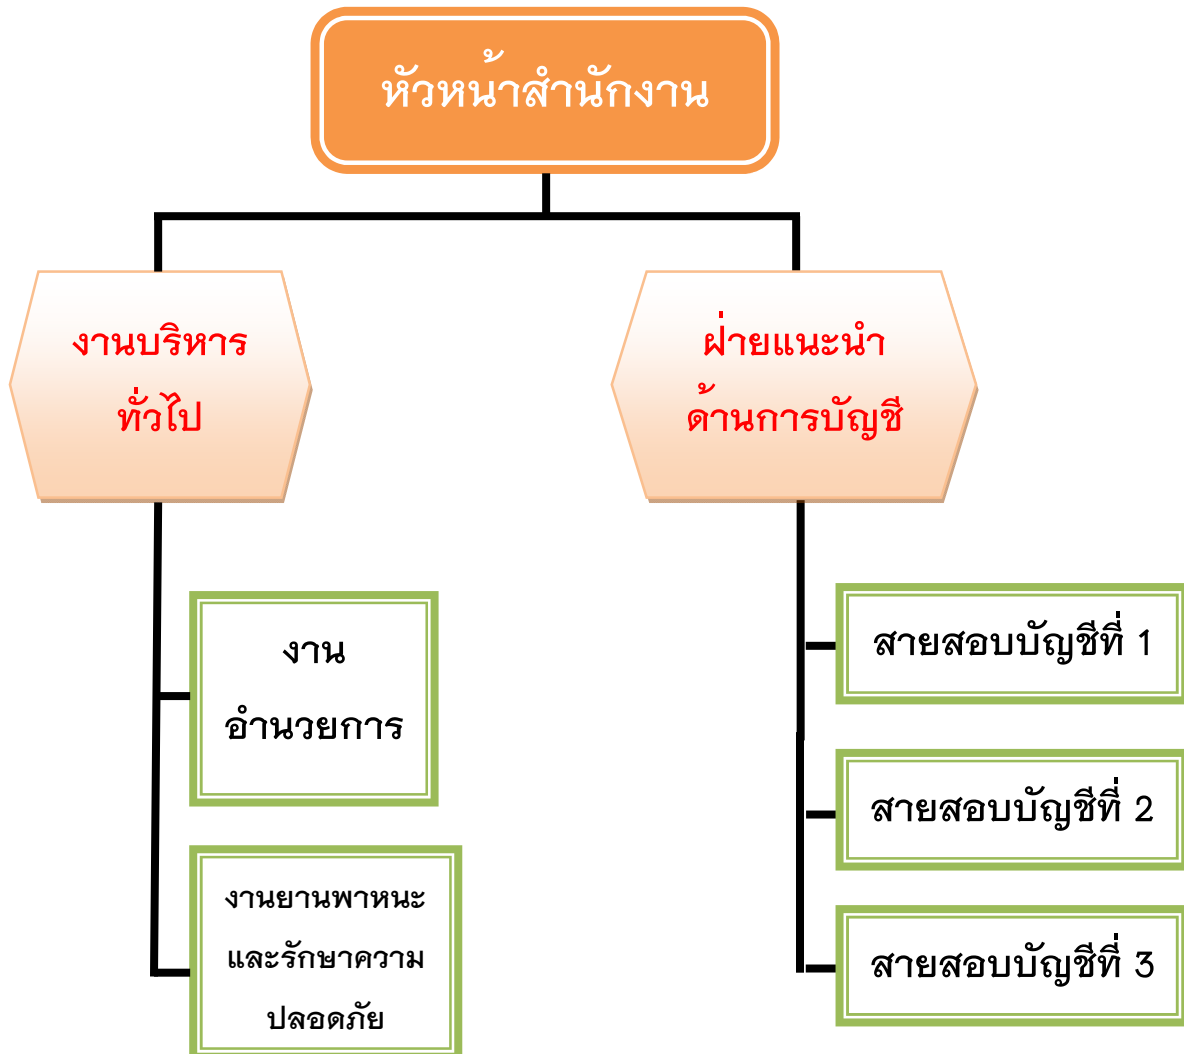 หัวหน้าสำนักงาน
งานบริหาร
ทั่วไป
ฝ่ายแนะนำ
ด้านการบัญชี
งาน
อำนวยการ
งานยานพาหนะ
และรักษาความ
ปลอดภัย
สายสอบบัญชีที่ 1
สายสอบบัญชีที่ 2
สายสอบบัญชีที่ 3